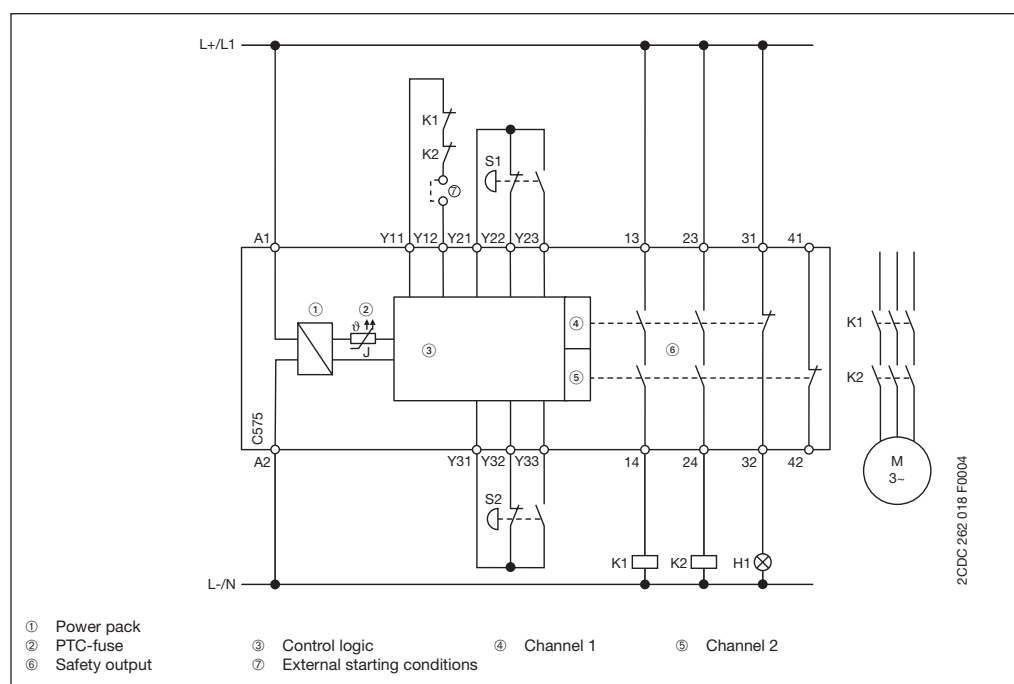 L+/L1
K1
K2
⑦
S1
A1 Y11 Y12 Y21 Y22 Y23 13 23 31 41
① ② ϑ J ③ ④ ⑤ ⑥
K1
K2
M
3~
C575
A2 Y31 Y32 Y33 14 24 32 42
S2
K1 K2 H1
L-/N
2CDC 262 018 F0004
① Power pack
② PTC-fuse ③ Control logic ④ Channel 1 ⑤ Channel 2
⑥ Safety output ⑦ External starting conditions